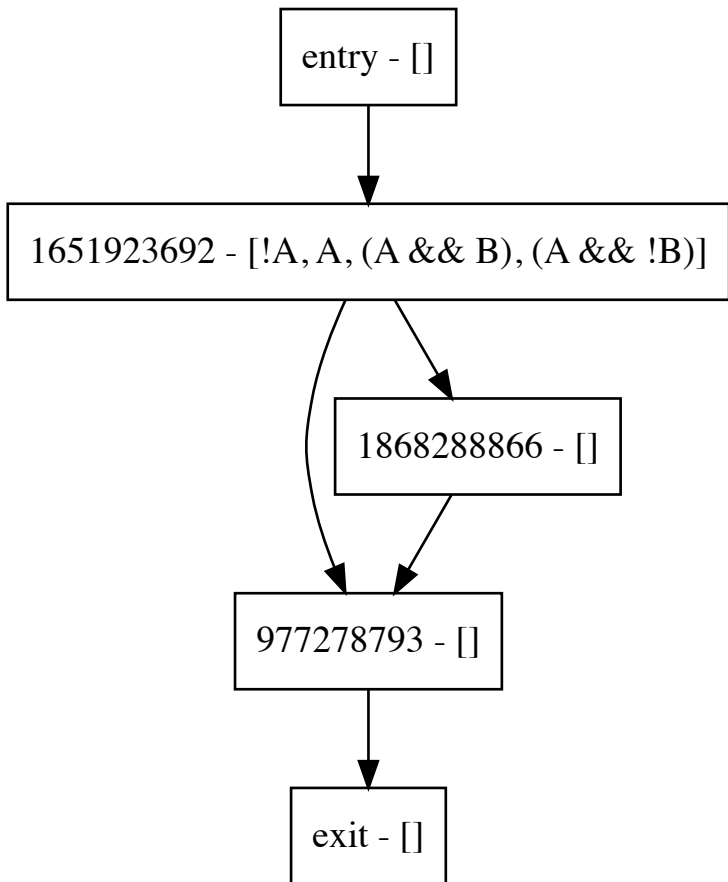 entry - []
1651923692 - [!A, A, (A && B), (A && !B)]
1868288866 - []
977278793 - []
exit - []